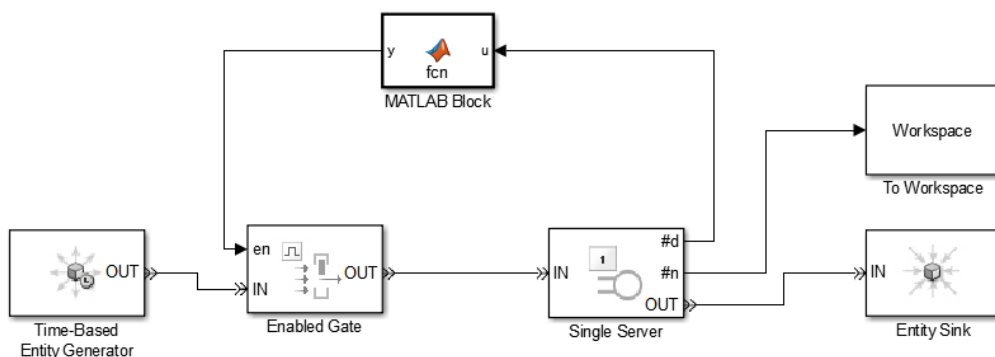 y
u
fcn
MATLAB Block
Workspace
To Workspace
OUT
Time-Based
Entity Generator
en
IN
OUT
Enabled Gate
IN
1
#d
#n
OUT
Single Server
IN
Entity Sink